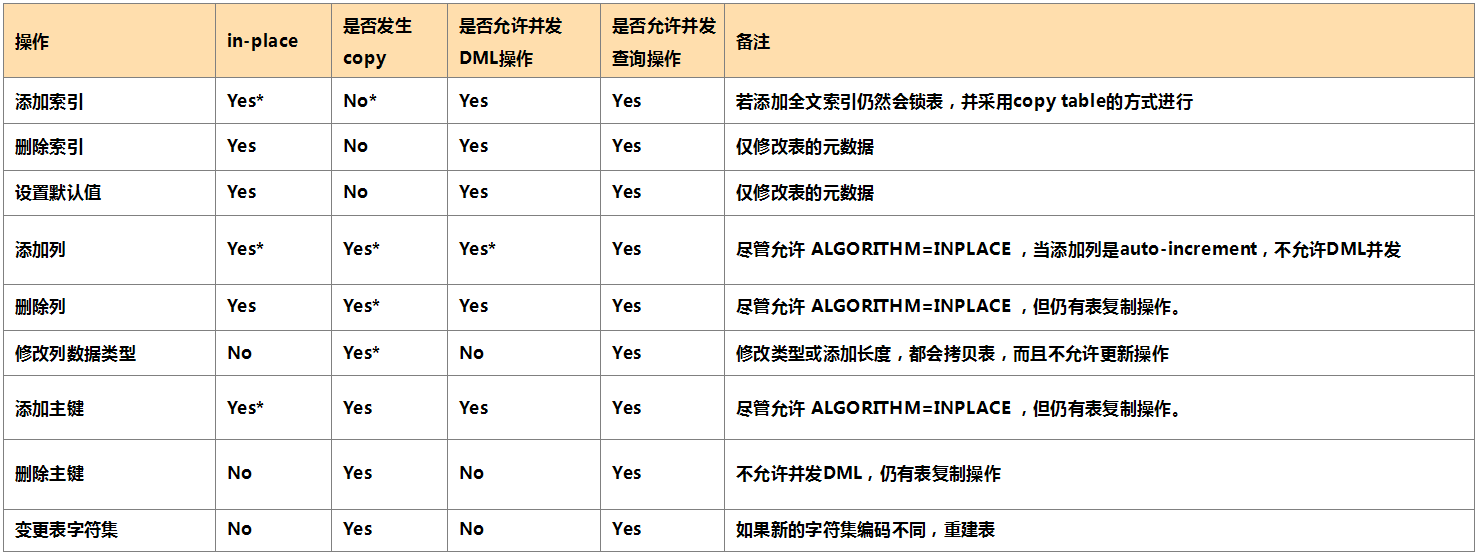 操作 in-place 是否发生copy 是否允许并发DML操作 是否允许并发查询操作 备注
添加索引 Yes* No* Yes Yes 若添加全文索引仍然会锁表，并采用copy table的方式进行
删除索引 Yes No Yes Yes 仅修改表的元数据
设置默认值 Yes No Yes Yes 仅修改表的元数据
添加列 Yes* Yes* Yes* Yes 尽管允许 ALGORITHM=INPLACE ，当添加列是auto-increment，不允许DML并发
删除列 Yes Yes* Yes Yes 尽管允许 ALGORITHM=INPLACE ，但仍有表复制操作。
修改列数据类型 No Yes* No Yes 修改类型或添加长度，都会拷贝表，而且不允许更新操作
添加主键 Yes* Yes Yes Yes 尽管允许 ALGORITHM=INPLACE ，但仍有表复制操作。
删除主键 No Yes No Yes 不允许并发DML，仍有表复制操作
变更表字符集 No Yes No Yes 如果新的字符集编码不同，重建表